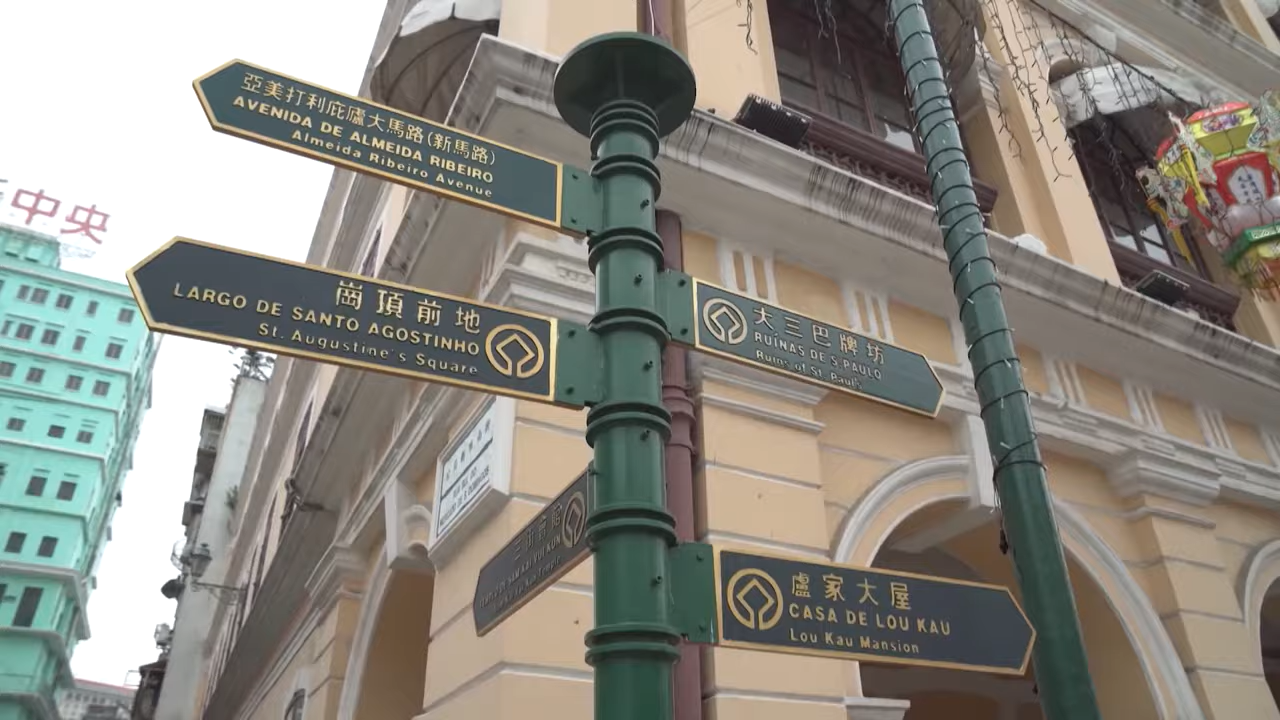 亞美打利庇廬大馬路(新馬路)
AVENIDA DE ALMEIDA RIBEIRO
Almeida Ribeiro Avenue
中央
崗頂前地
LARGO DE SANTO AGOSTINHO
St. Augustine's Square
大三巴牌坊
RUÍNAS DE S. PAULO
Ruins of St. Paul's
盧家大屋
CASA DE LOU KAU
Lou Kau Mansion